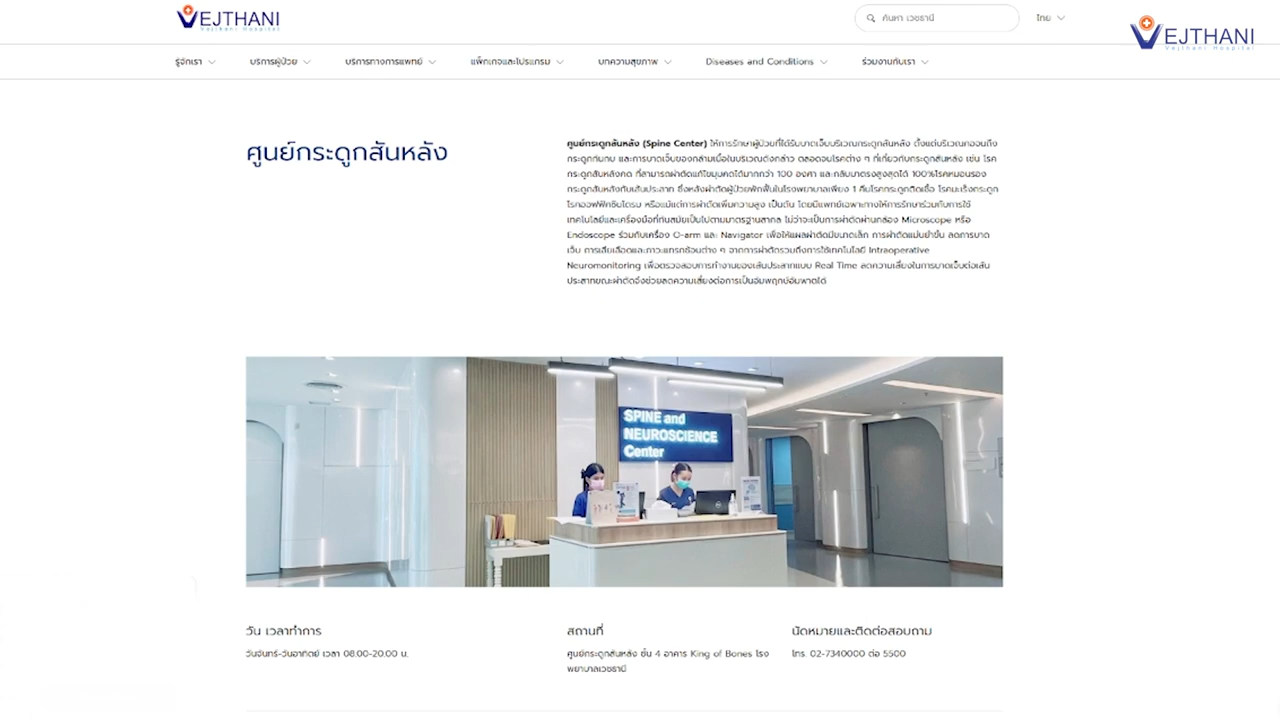 VEJTHANI
Vejthani Hospital
ค้นหา เวชธานี
ไทย
VEJTHANI
Vejthani Hospital
รู้จักเรา
บริการผู้ป่วย
บริการทางการแพทย์
แพ็กเกจและโปรแกรม
บทความสุขภาพ
Diseases and Conditions
ร่วมงานกับเรา
ศูนย์กระดูกสันหลัง
ศูนย์กระดูกสันหลัง (Spine Center) ให้การรักษาผู้ป่วยที่ได้รับบาดเจ็บบริเวณกระดูกสันหลัง ตั้งแต่บริเวณคอจนถึง
กระดูกก้นกบ และการบาดเจ็บของกล้ามเนื้อในบริเวณดังกล่าว ตลอดจนโรคต่าง ๆ ที่เกี่ยวกับกระดูกสันหลัง เช่น โรค
กระดูกสันหลังคด ที่สามารถผ่าตัดแก้ไขมุมคดได้มากกว่า 100 องศา และกลับมาตรงสูงสุดได้ 100%โรคหมอนรอง
กระดูกสันหลังทับเส้นประสาท ซึ่งหลังผ่าตัดผู้ป่วยพักฟื้นในโรงพยาบาลเพียง 1 คืนโรคกระดูกติดเชื้อ โรคมะเร็งกระดูก
โรคออฟฟิศซินโดรม หรือแม้แต่การผ่าตัดเพิ่มความสูง เป็นต้น โดยมีแพทย์เฉพาะทางให้การรักษาร่วมกับการใช้
เทคโนโลยีและเครื่องมือที่ทันสมัยเป็นไปตามมาตรฐานสากล ไม่ว่าจะเป็นการผ่าตัดผ่านกล้อง Microscope หรือ
Endoscope ร่วมกับเครื่อง O-arm และ Navigator เพื่อให้แผลผ่าตัดมีขนาดเล็ก การผ่าตัดแม่นยำขึ้น ลดการบาด
เจ็บ การเสียเลือดและภาวะแทรกซ้อนต่าง ๆ จากการผ่าตัดรวมถึงการใช้เทคโนโลยี Intraoperative
Neuromonitoring เพื่อตรวจสอบการทำงานของเส้นประสาทแบบ Real Time ลดความเสี่ยงในการบาดเจ็บต่อเส้น
ประสาทขณะผ่าตัดจึงช่วยลดความเสี่ยงต่อการเป็นอัมพฤกษ์อัมพาตได้
SPINE and
NEUROSCIENCE
Center
วัน เวลาทำการ
วันจันทร์-วันอาทิตย์ เวลา 08.00-20.00 น.
สถานที่
ศูนย์กระดูกสันหลัง ชั้น 4 อาคาร King of Bones โรง
พยาบาลเวชธานี
นัดหมายและติดต่อสอบถาม
โทร. 02-7340000 ต่อ 5500